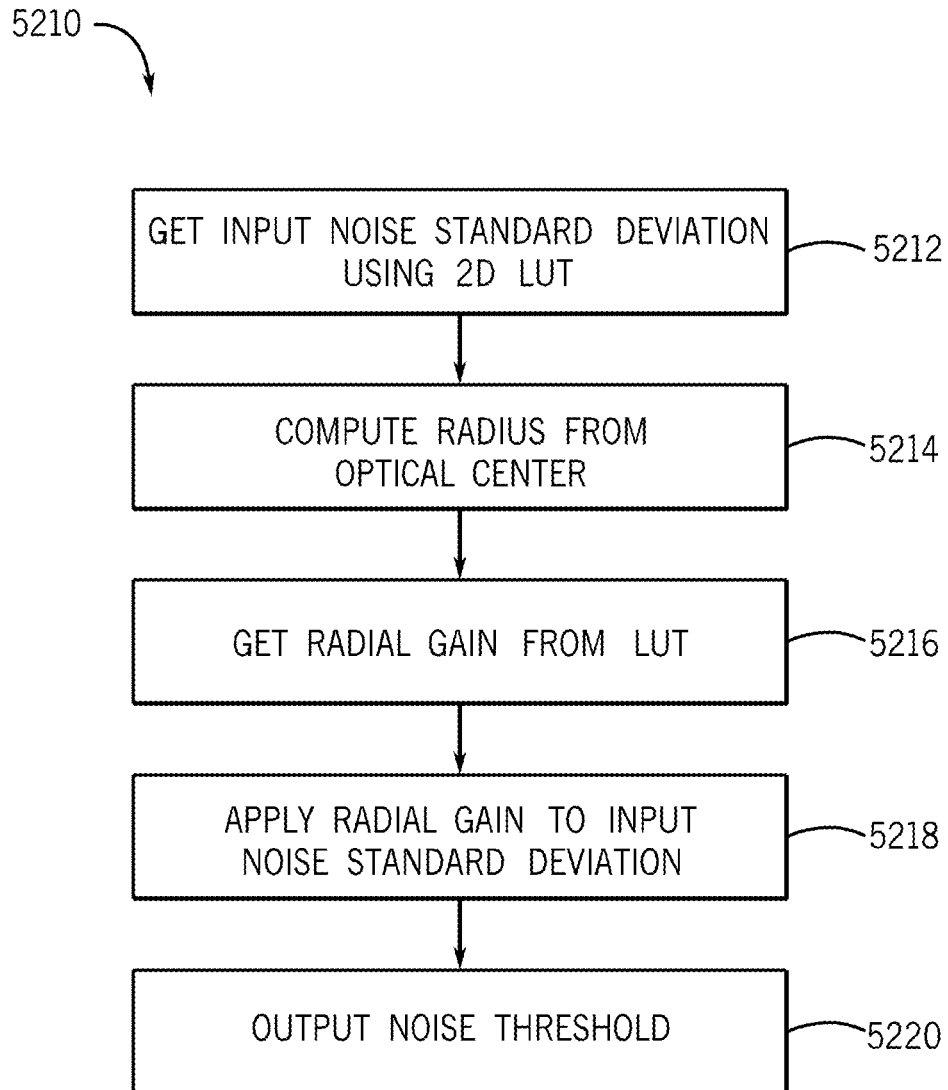 5210
GET INPUT NOISE STANDARD DEVIATION
USING 2D LUT
5212
COMPUTE RADIUS FROM
OPTICAL CENTER
5214
GET RADIAL GAIN FROM LUT
5216
APPLY RADIAL GAIN TO INPUT
NOISE STANDARD DEVIATION
5218
OUTPUT NOISE THRESHOLD
5220